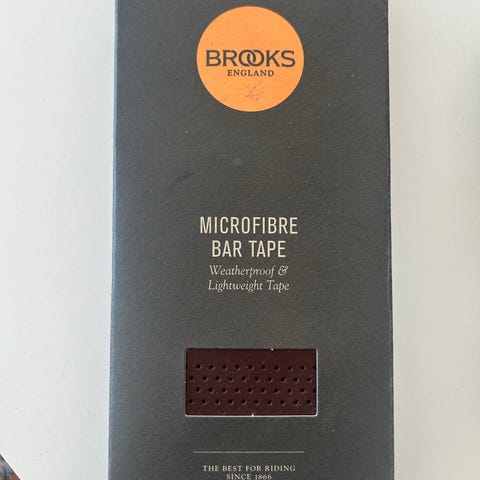 BROOKS
ENGLAND
MICROFIBRE
BAR TAPE
Weatherproof &
Lightweight Tape
THE BEST FOR RIDING
SINCE 1866